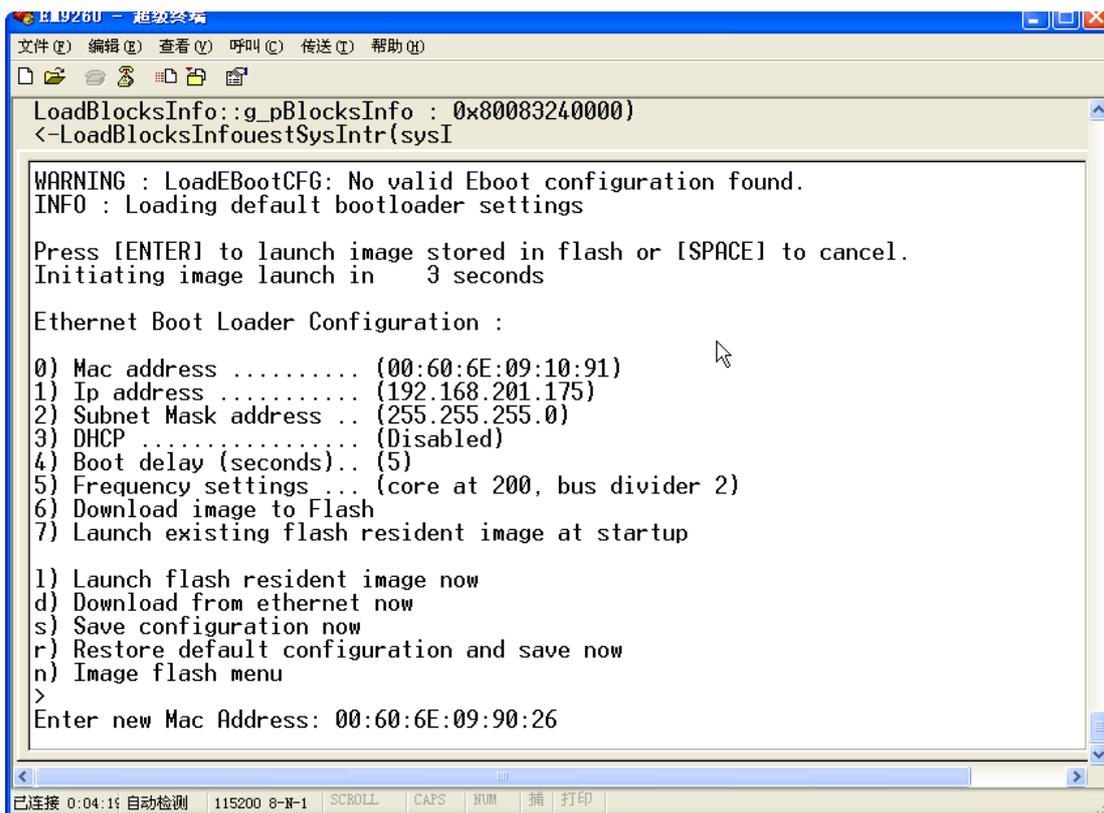 EM9260 - 超级终端
文件(F) 编辑(E) 查看(V) 呼叫(C) 传送(T) 帮助(H)
LoadBlocksInfo::g_pBlocksInfo : 0x80083240000)
<-LoadBlocksInfouestSysIntr(sysI
WARNING : LoadEBootCFG: No valid Eboot configuration found.
INFO : Loading default bootloader settings
Press [ENTER] to launch image stored in flash or [SPACE] to cancel.
Initiating image launch in    3 seconds
Ethernet Boot Loader Configuration :
0) Mac address .......... (00:60:6E:09:10:91)
1) Ip address ........... (192.168.201.175)
2) Subnet Mask address .. (255.255.255.0)
3) DHCP ................. (Disabled)
4) Boot delay (seconds).. (5)
5) Frequency settings ... (core at 200, bus divider 2)
6) Download image to Flash
7) Launch existing flash resident image at startup
l) Launch flash resident image now
d) Download from ethernet now
s) Save configuration now
r) Restore default configuration and save now
n) Image flash menu
>
Enter new Mac Address: 00:60:6E:09:90:26
已连接 0:04:19 自动检测 115200 8-N-1 SCROLL CAPS NUM 捕 打印